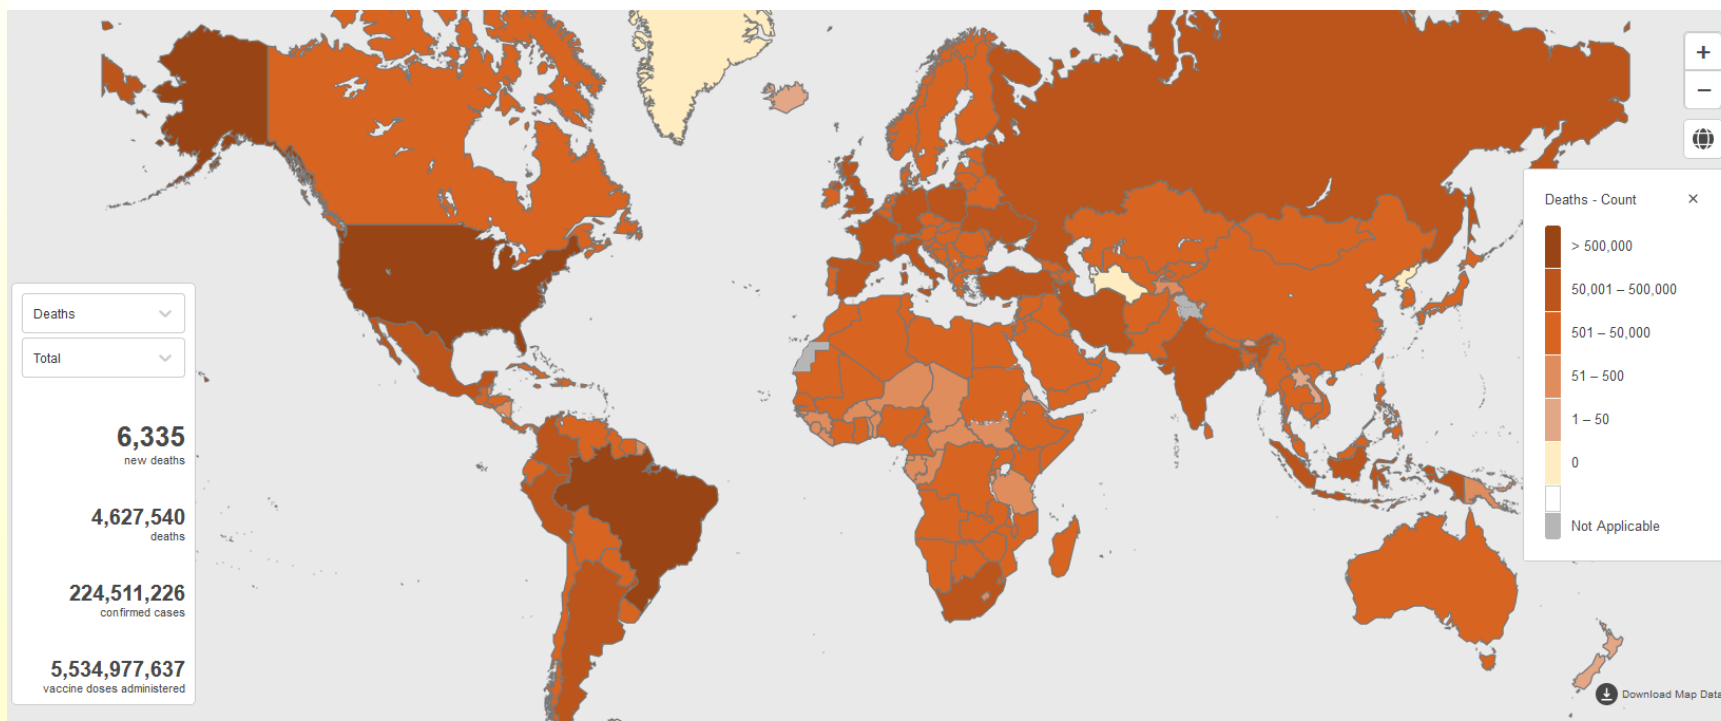 +
−
Deaths - Count ×
> 500,000
50,001 – 500,000
501 – 50,000
51 – 500
1 – 50
0
Not Applicable
Deaths
Total
6,335
new deaths
4,627,540
deaths
224,511,226
confirmed cases
5,534,977,637
vaccine doses administered
Download Map Data